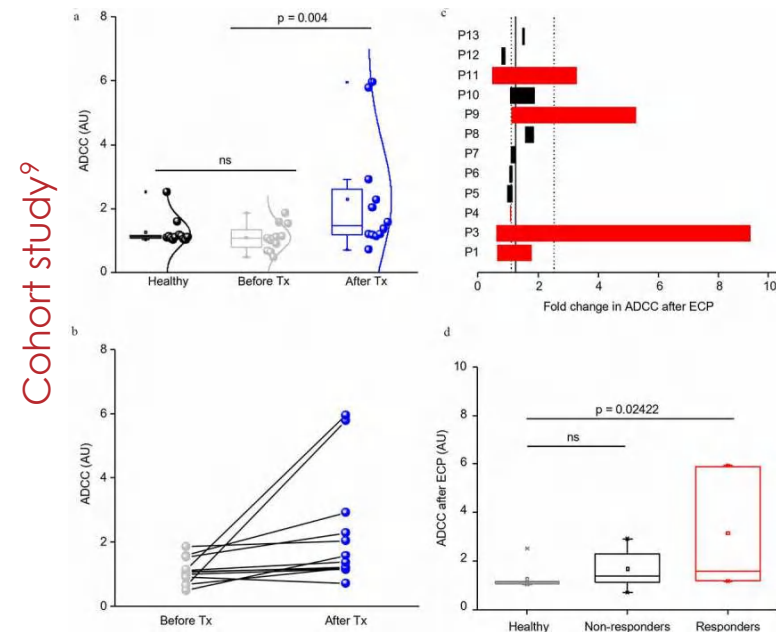 Cohort study9
a
p = 0.004
8
6
4
2
0
ADCC (AU)
ns
Healthy
Before Tx
After Tx
b
8
6
4
2
0
ADCC (AU)
Before Tx
After Tx
c
P13
P12
P11
P10
P9
P8
P7
P6
P5
P4
P3
P1
0
2
4
6
8
10
Fold change in ADCC after ECP
d
10
8
6
4
2
0
ADCC after ECP (AU)
p = 0.02422
ns
Healthy
Non-responders
Responders